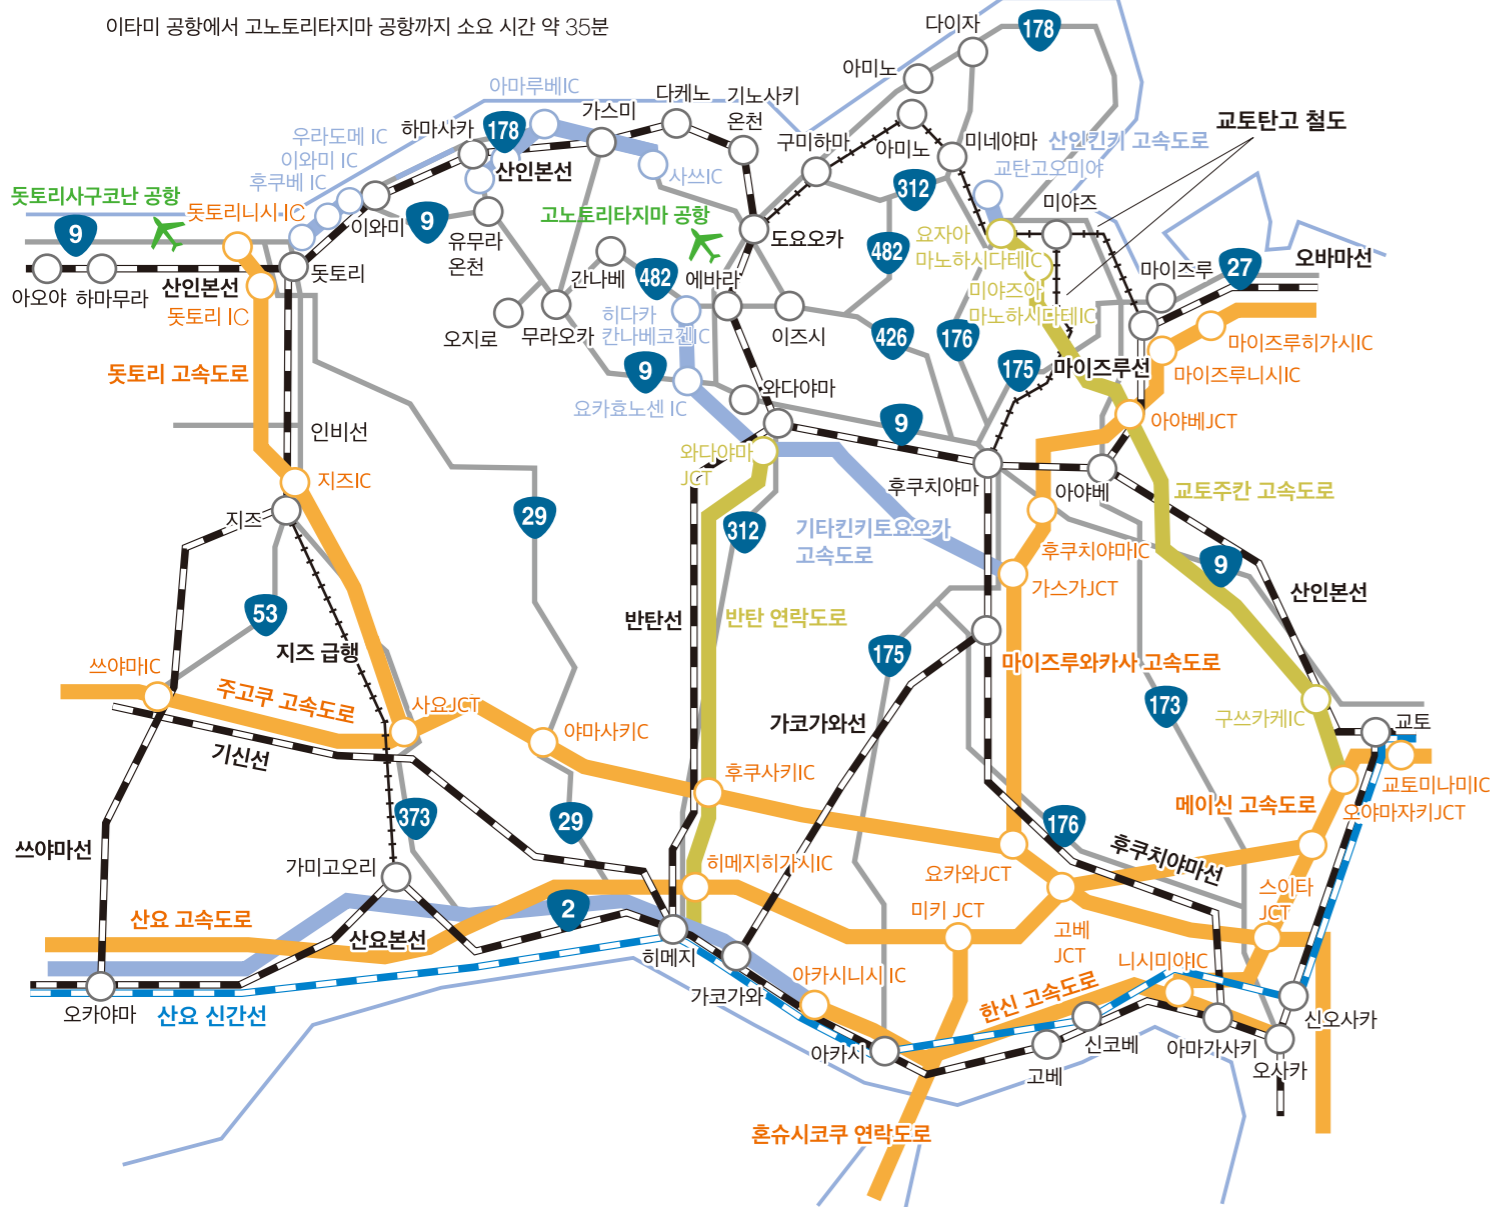 이타미 공항에서 고노토리타지마 공항까지 소요 시간 약 35분
다이자
178
아미노
아마루베IC
가스미
다케노
기노사키
온천
하마사카
178
우라도메 IC
이와미 IC
후쿠베 IC
산인본선
사쓰IC
구미하마
아미노
미네야마
산인킨키 고속도로
교토탄고 철도
교탄고오미야
돗토리사구코난 공항
돗토리니시-IC
9
이와미
9
유무라
온천
고노토리타지마 공항
도요오카
312
482
미야즈
요자아
마노하시다테IC
아오야
하마무라
산인본선
돗토리
돗토리 IC
간나베
482
에바라
오지로
무라오카
히다카
칸나베코겐IC
이즈시
426
176
미야즈아
마노하시다테IC
마이즈루
27
오바마선
마이즈루히가시IC
마이즈루니시IC
돗토리 고속도로
9
요카효노센 IC
와다야마
175
마이즈루선
아야베JCT
인비선
9
와다야마
JCT
지즈IC
지즈
29
312
후쿠치야마
아야베
교토주칸 고속도로
기타킨키토요오카
고속도로
후쿠치야마IC
가스가JCT
9
산인본선
53
지즈 급행
반탄선
반탄 연락도로
175
마이즈루와카사 고속도로
쓰야마IC
주고쿠 고속도로
사요JCT
야마사키C
기신선
가코가와선
173
구쓰카케IC
교토
후쿠사키IC
교토미나미IC
오야마자키JCT
메이신 고속도로
373
29
176
후쿠치야마선
쓰야마선
가미고오리
히메지히가시IC
요카와JCT
스이타
JCT
미키 JCT
고베
JCT
산요 고속도로
2
산요본선
히메지
니시미야IC
아카시니시 IC
가코가와
한신 고속도로
오카야마
산요 신간선
아카시
신코베
고베
아마가사키
신오사카
오사카
혼슈시코쿠 연락도로